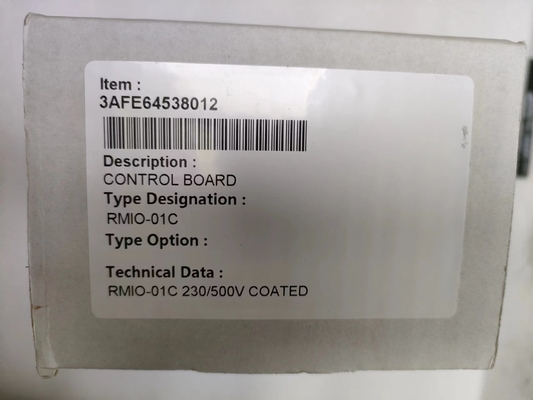 Item :
3AFE64538012
Description :
CONTROL BOARD
Type Designation :
RMIO-01C
Type Option :
Technical Data :
RMIO-01C 230/500V COATED